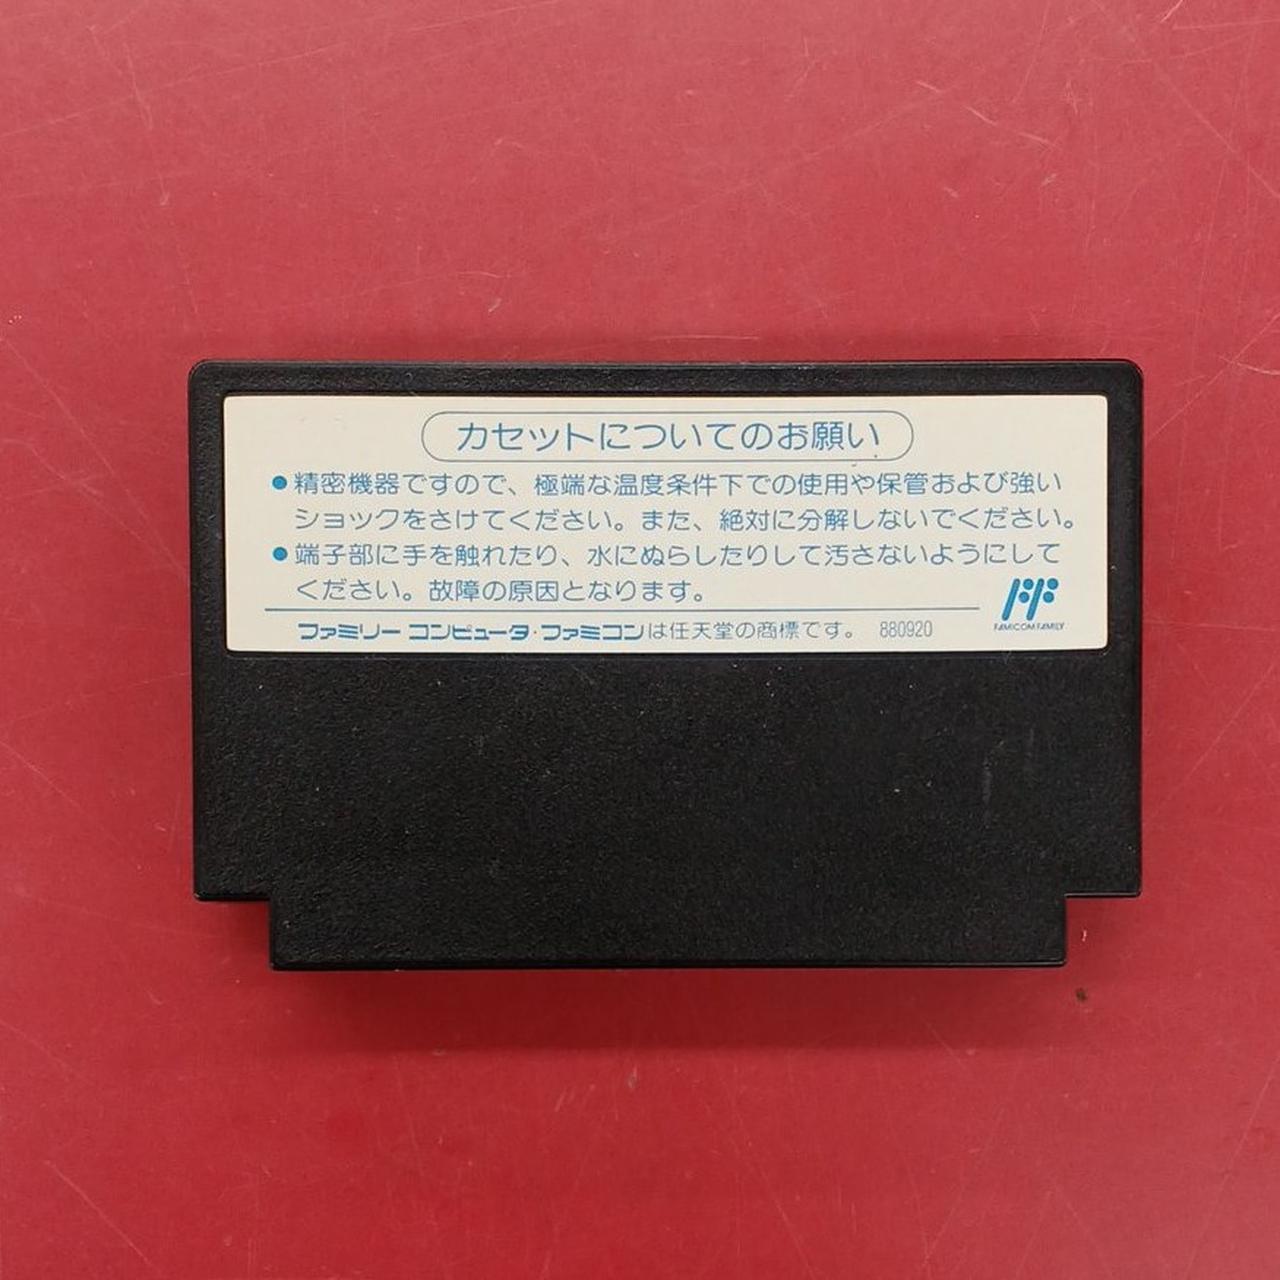 カセットについてのお願い
●精密機器ですので、極端な温度条件下での使用や保管および強い
ショックをさけてください。また、絶対に分解しないでください。
●端子部に手を触れたり、水にぬらしたりして汚さないようにして
ください。故障の原因となります。
FAMICOM FAMILY
ファミリー コンピュータ・ファミコンは任天堂の商標です。 880920